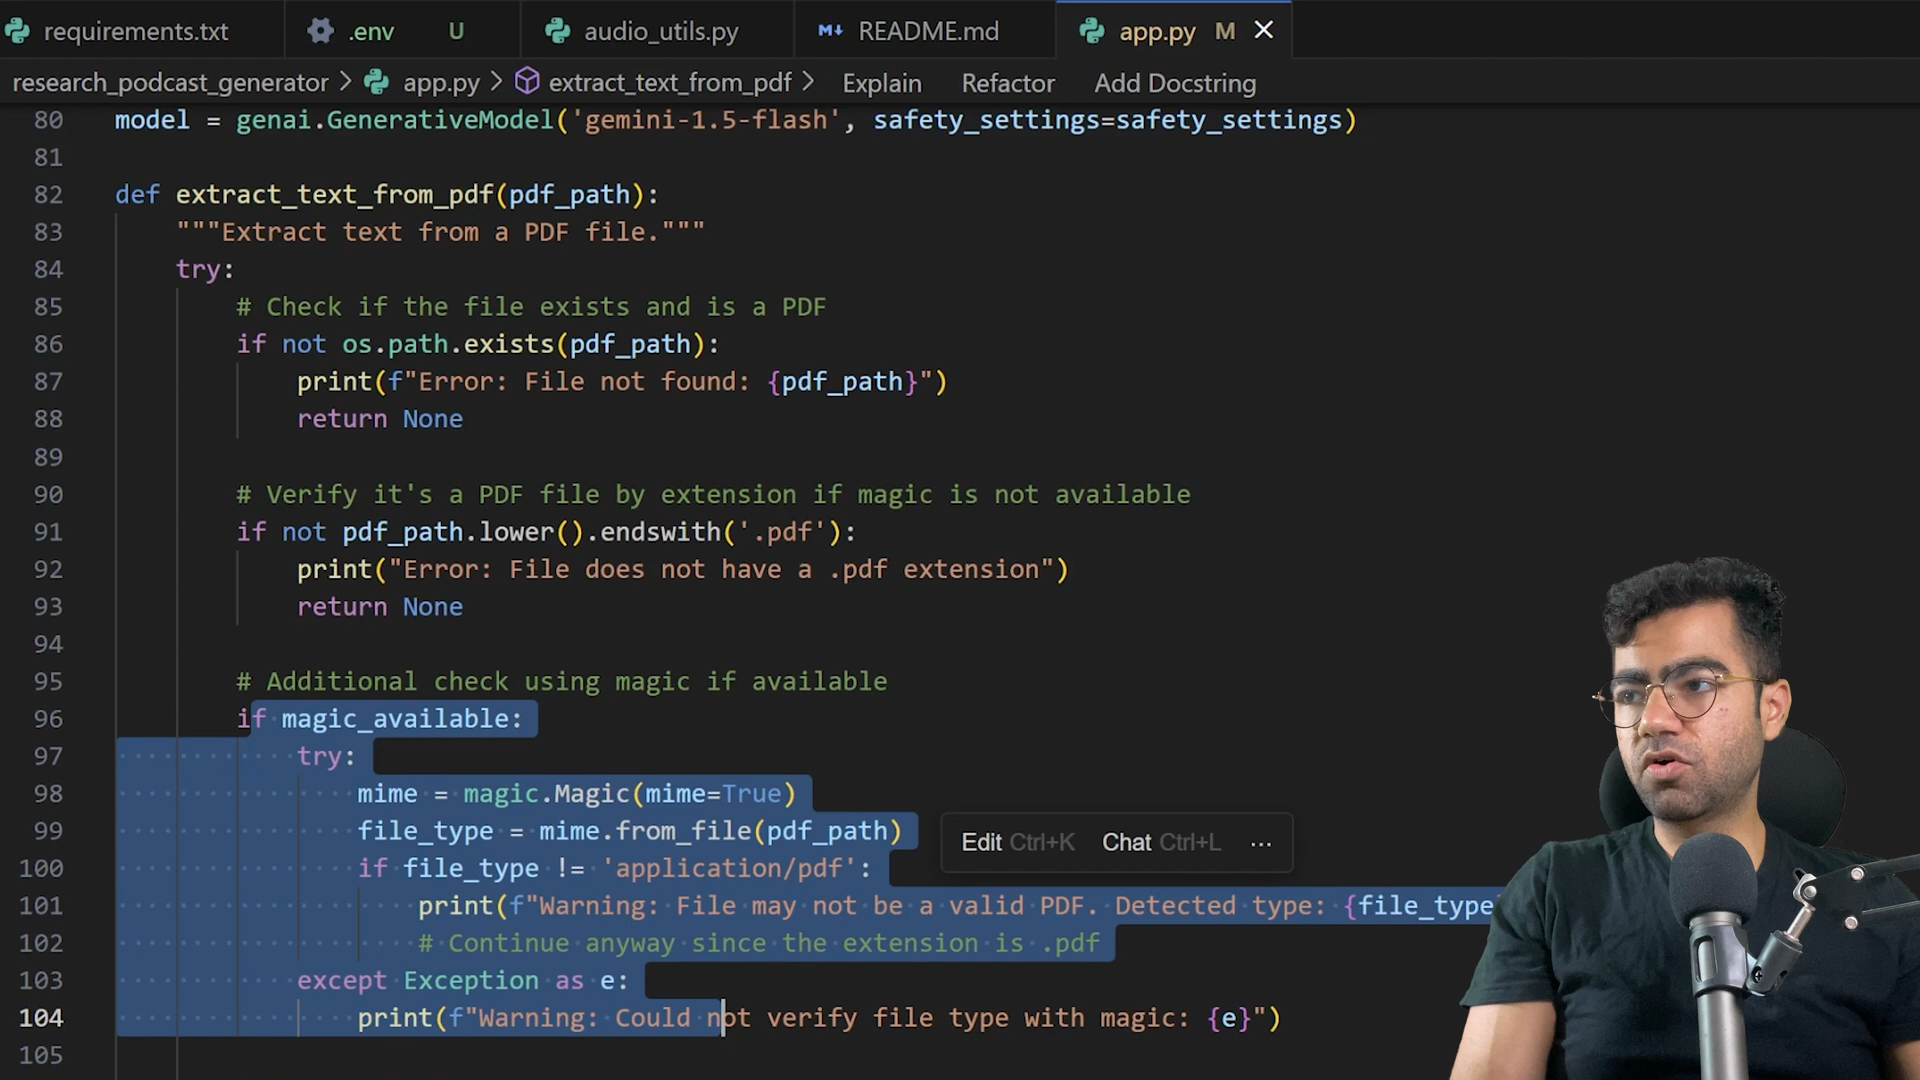 requirements.txt
.env U
audio_utils.py
README.md
app.py M
research_podcast_generator > app.py > extract_text_from_pdf > Explain Refactor Add Docstring
80 model = genai.GenerativeModel('gemini-1.5-flash', safety_settings=safety_settings)
81
82 def extract_text_from_pdf(pdf_path):
83 """Extract text from a PDF file."""
84 try:
85 # Check if the file exists and is a PDF
86 if not os.path.exists(pdf_path):
87 print(f"Error: File not found: {pdf_path}")
88 return None
89
90 # Verify it's a PDF file by extension if magic is not available
91 if not pdf_path.lower().endswith('.pdf'):
92 print("Error: File does not have a .pdf extension")
93 return None
94
95 # Additional check using magic if available
96 if magic_available:
97 try:
98 mime = magic.Magic(mime=True)
99 file_type = mime.from_file(pdf_path)
Edit Ctrl+K Chat Ctrl+L ...
100 if file_type != 'application/pdf':
101 print(f"Warning: File may not be a valid PDF. Detected type: {file_type
102 # Continue anyway since the extension is .pdf
103 except Exception as e:
104 print(f"Warning: Could not verify file type with magic: {e}")
105